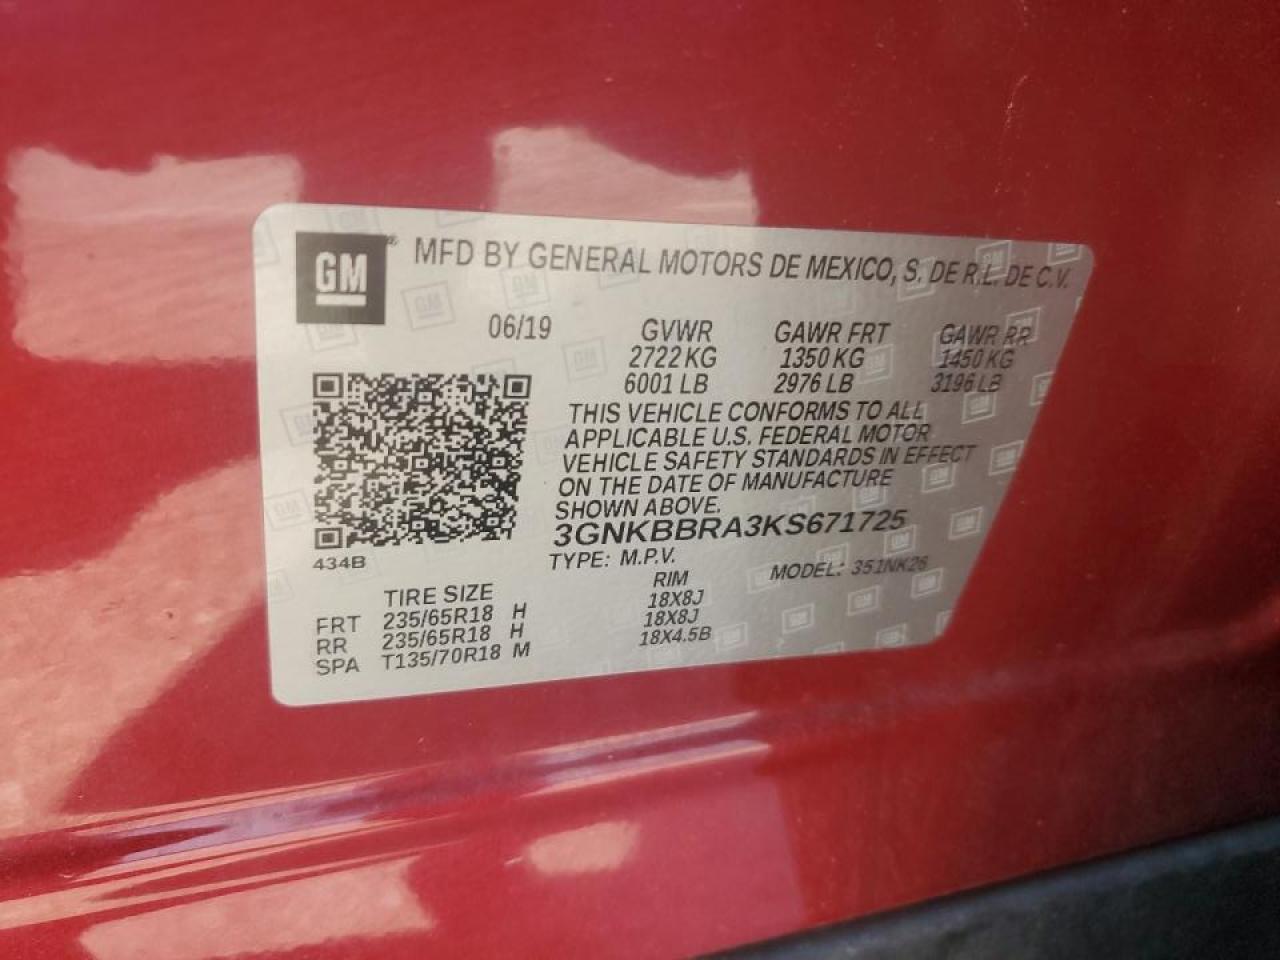 GM MFD BY GENERAL MOTORS DE MEXICO, S. DE R.L. DE C.V.
06/19 GVWR GAWR FRT GAWR RR
2722 KG 1350 KG 1450 KG
6001 LB 2976 LB 3196 LB
THIS VEHICLE CONFORMS TO ALL
APPLICABLE U.S. FEDERAL MOTOR
VEHICLE SAFETY STANDARDS IN EFFECT
ON THE DATE OF MANUFACTURE
SHOWN ABOVE.
3GNKBBRA3KS671725
434B TYPE: M.P.V. MODEL: 351NK26
TIRE SIZE RIM
FRT 235/65R18 H 18X8J
RR 235/65R18 H 18X8J
SPA T135/70R18 M 18X4.5B